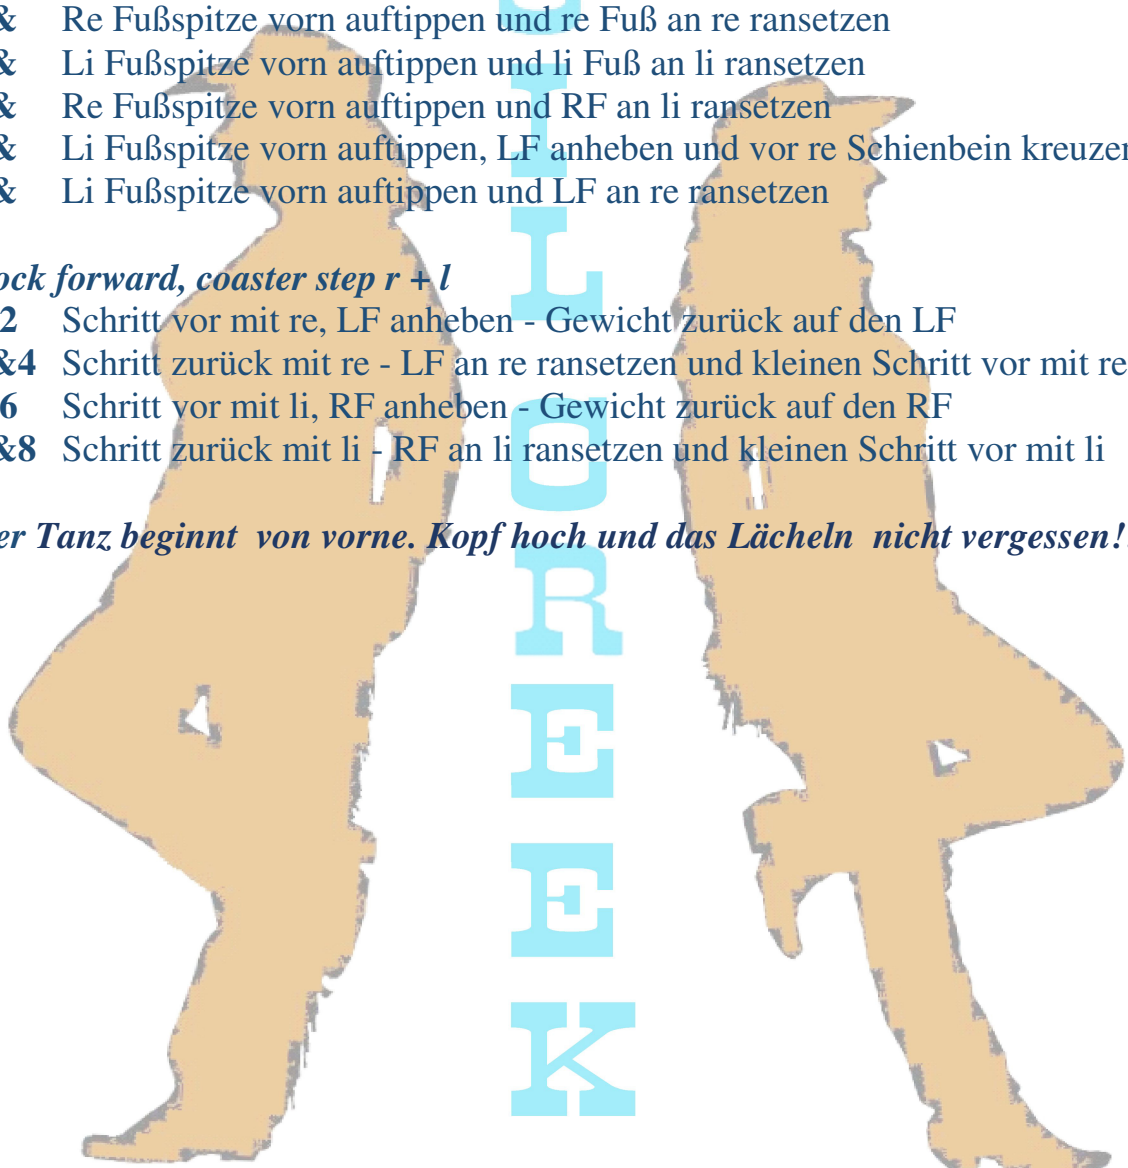 & Re Fußspitze vorn auftippen und re Fuß an re ransetzen
& Li Fußspitze vorn auftippen und li Fuß an li ransetzen
& Re Fußspitze vorn auftippen und RF an li ransetzen
& Li Fußspitze vorn auftippen, LF anheben und vor re Schienbein kreuzen
& Li Fußspitze vorn auftippen und LF an re ransetzen
ock forward, coaster step r + l
2 Schritt vor mit re, LF anheben - Gewicht zurück auf den LF
&4 Schritt zurück mit re - LF an re ransetzen und kleinen Schritt vor mit re
6 Schritt vor mit li, RF anheben - Gewicht zurück auf den RF
&8 Schritt zurück mit li - RF an li ransetzen und kleinen Schritt vor mit li
er Tanz beginnt von vorne. Kopf hoch und das Lächeln nicht vergessen!
I
L
C
R
E
E
K